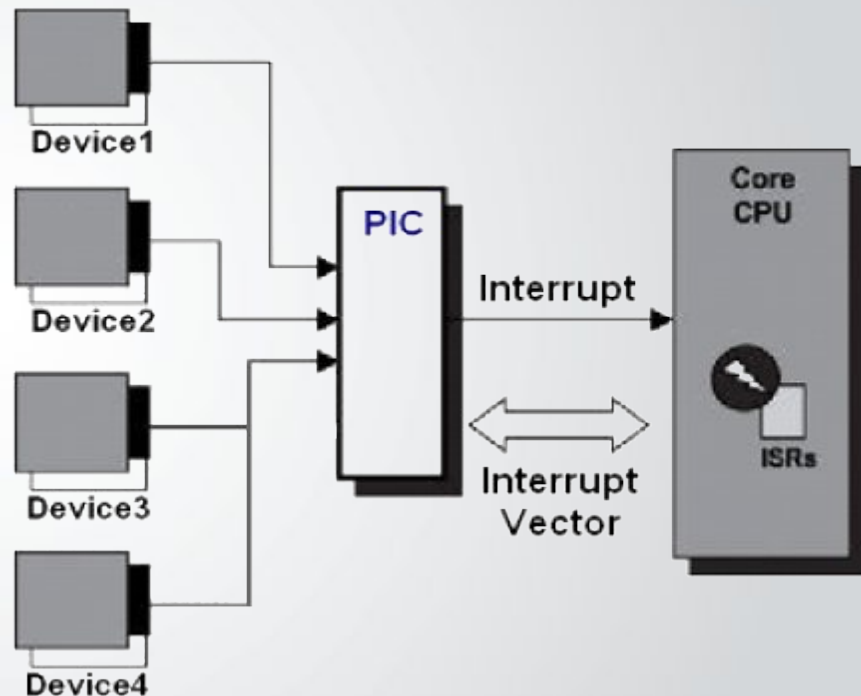 Device1
Device2
Device3
Device4
PIC
Interrupt
Interrupt
Vector
Core
CPU
ISRs